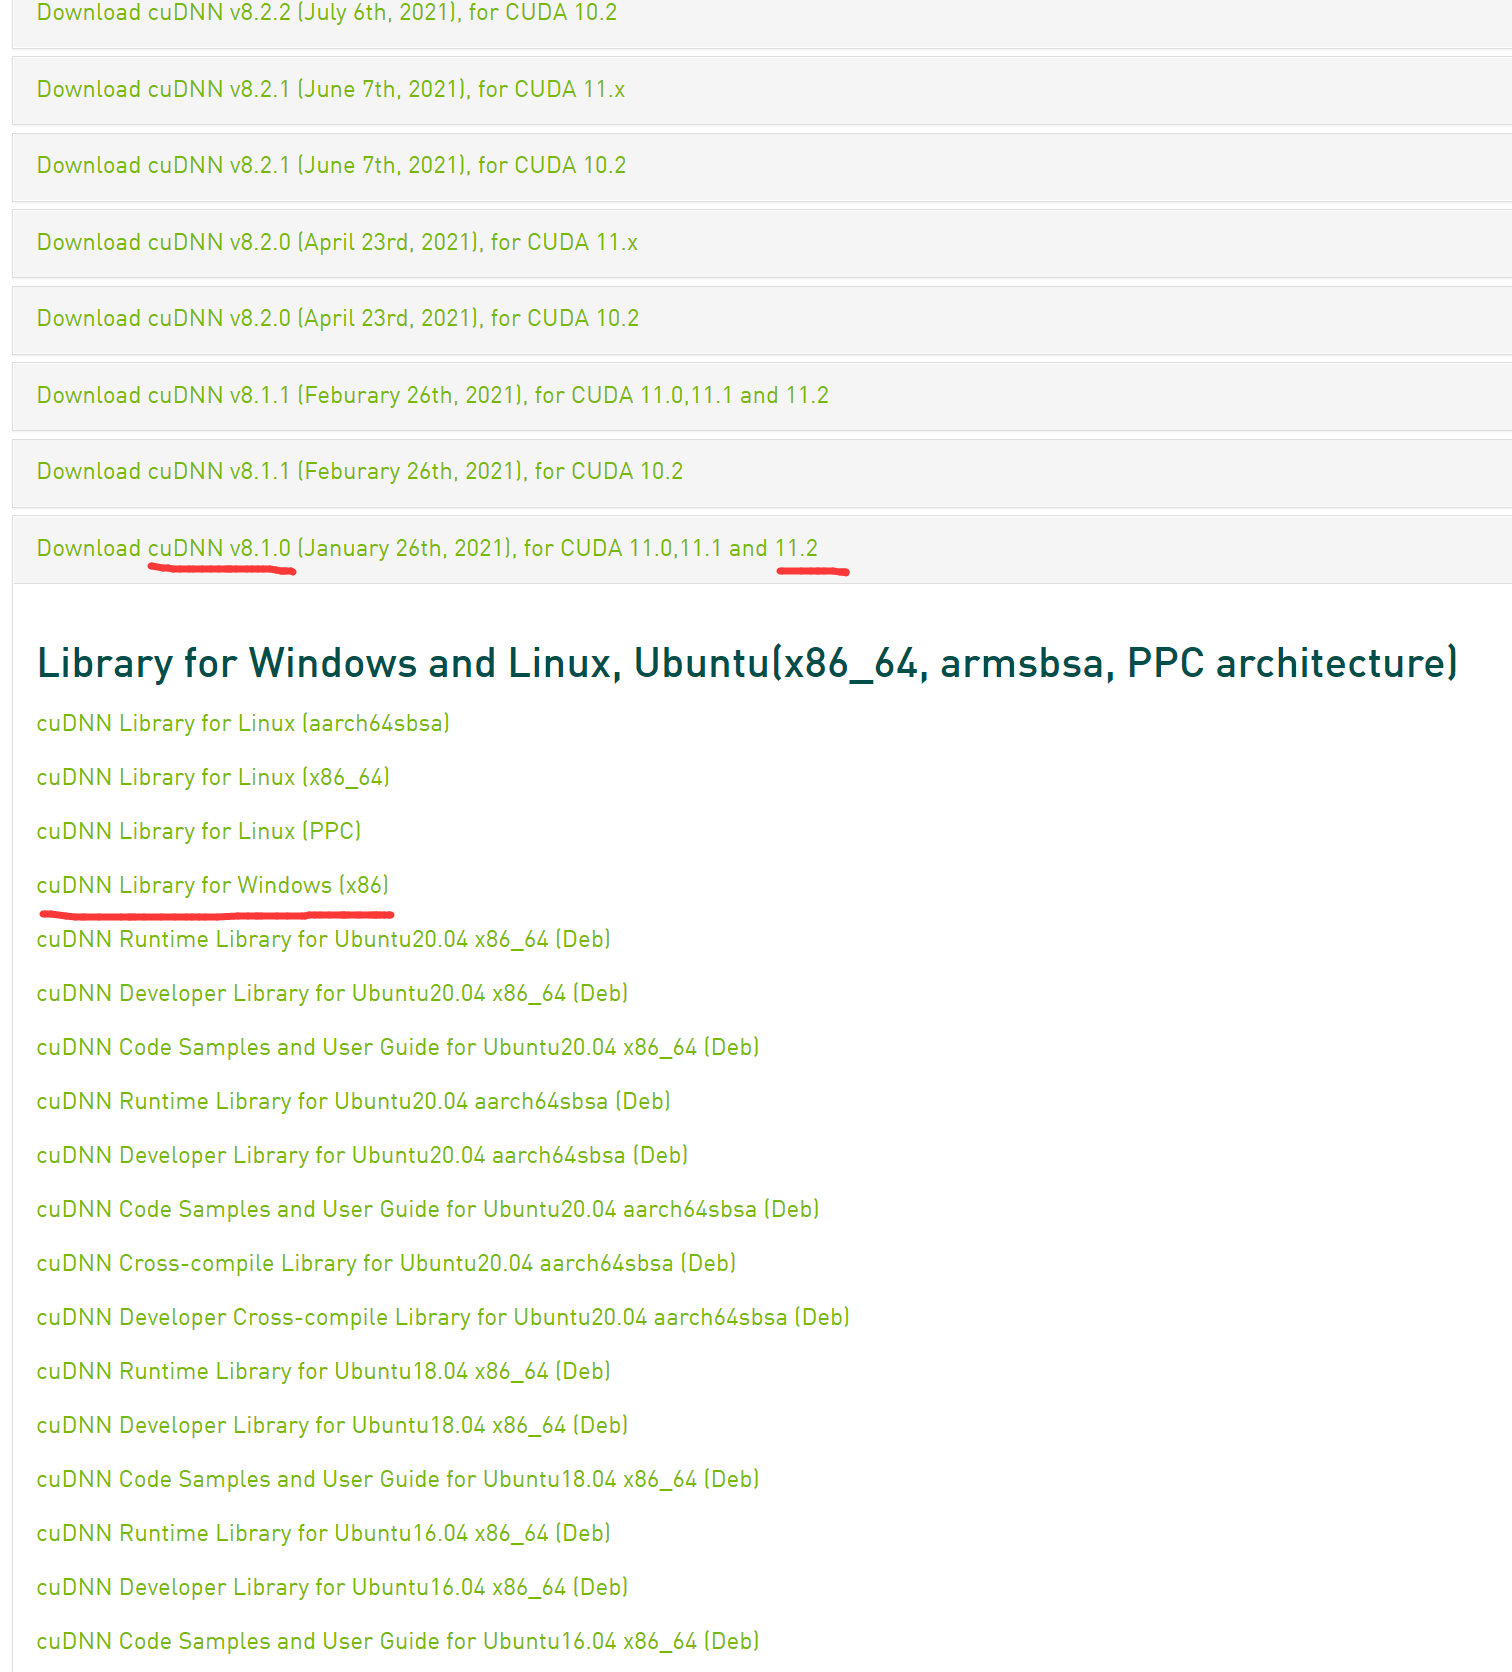 Download cuDNN v8.2.2 (July 6th, 2021), for CUDA 10.2
Download cuDNN v8.2.1 (June 7th, 2021), for CUDA 11.x
Download cuDNN v8.2.1 (June 7th, 2021), for CUDA 10.2
Download cuDNN v8.2.0 (April 23rd, 2021), for CUDA 11.x
Download cuDNN v8.2.0 (April 23rd, 2021), for CUDA 10.2
Download cuDNN v8.1.1 (Feburary 26th, 2021), for CUDA 11.0,11.1 and 11.2
Download cuDNN v8.1.1 (Feburary 26th, 2021), for CUDA 10.2
Download cuDNN v8.1.0 (January 26th, 2021), for CUDA 11.0,11.1 and 11.2
Library for Windows and Linux, Ubuntu(x86_64, armsbsa, PPC architecture)
cuDNN Library for Linux (aarch64sbsa)
cuDNN Library for Linux (x86_64)
cuDNN Library for Linux (PPC)
cuDNN Library for Windows (x86)
cuDNN Runtime Library for Ubuntu20.04 x86_64 (Deb)
cuDNN Developer Library for Ubuntu20.04 x86_64 (Deb)
cuDNN Code Samples and User Guide for Ubuntu20.04 x86_64 (Deb)
cuDNN Runtime Library for Ubuntu20.04 aarch64sbsa (Deb)
cuDNN Developer Library for Ubuntu20.04 aarch64sbsa (Deb)
cuDNN Code Samples and User Guide for Ubuntu20.04 aarch64sbsa (Deb)
cuDNN Cross-compile Library for Ubuntu20.04 aarch64sbsa (Deb)
cuDNN Developer Cross-compile Library for Ubuntu20.04 aarch64sbsa (Deb)
cuDNN Runtime Library for Ubuntu18.04 x86_64 (Deb)
cuDNN Developer Library for Ubuntu18.04 x86_64 (Deb)
cuDNN Code Samples and User Guide for Ubuntu18.04 x86_64 (Deb)
cuDNN Runtime Library for Ubuntu16.04 x86_64 (Deb)
cuDNN Developer Library for Ubuntu16.04 x86_64 (Deb)
cuDNN Code Samples and User Guide for Ubuntu16.04 x86_64 (Deb)